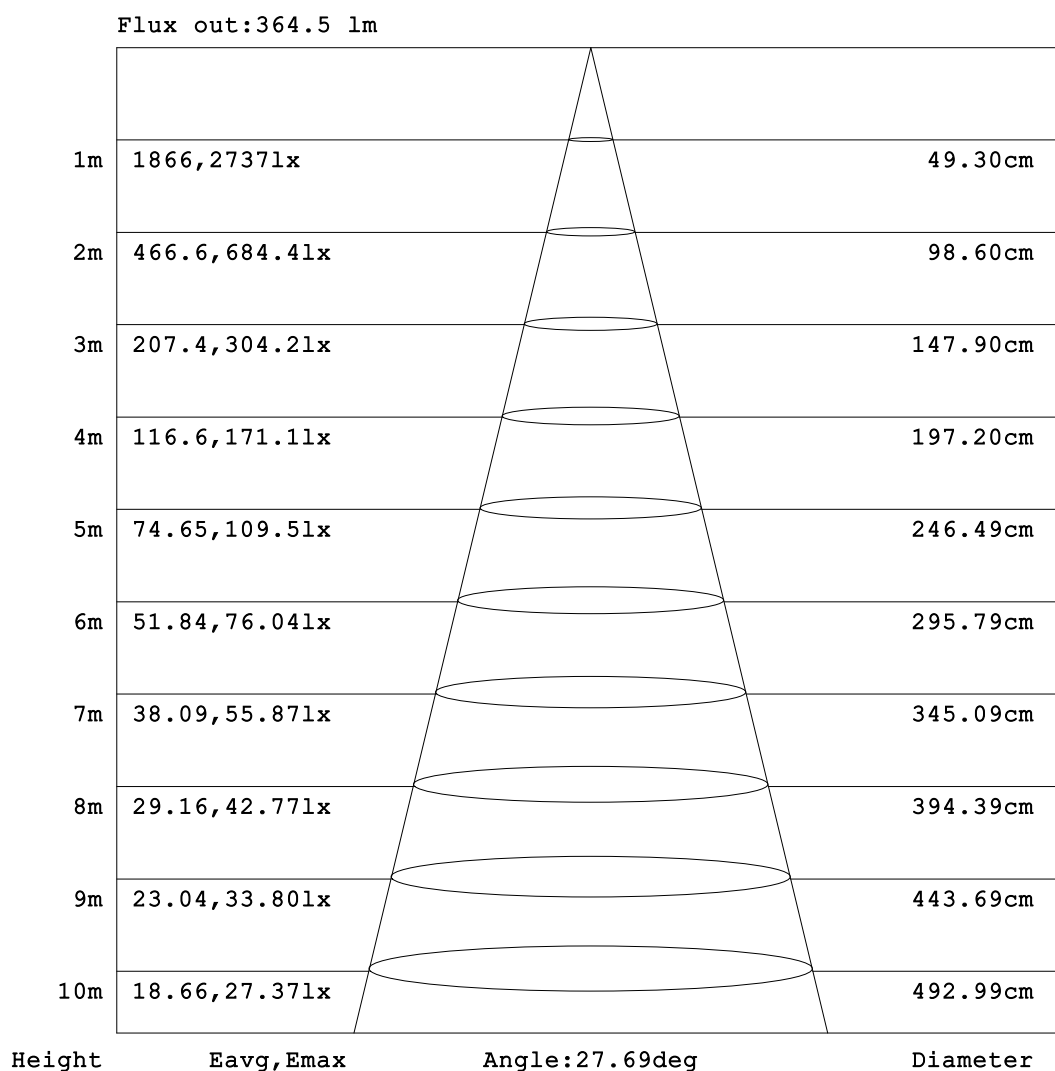 Flux out:364.5 lm
1m 1866,2737lx 49.30cm
2m 466.6,684.4lx 98.60cm
3m 207.4,304.2lx 147.90cm
4m 116.6,171.1lx 197.20cm
5m 74.65,109.5lx 246.49cm
6m 51.84,76.04lx 295.79cm
7m 38.09,55.87lx 345.09cm
8m 29.16,42.77lx 394.39cm
9m 23.04,33.80lx 443.69cm
10m 18.66,27.37lx 492.99cm
Height Eavg,Emax Angle:27.69deg Diameter